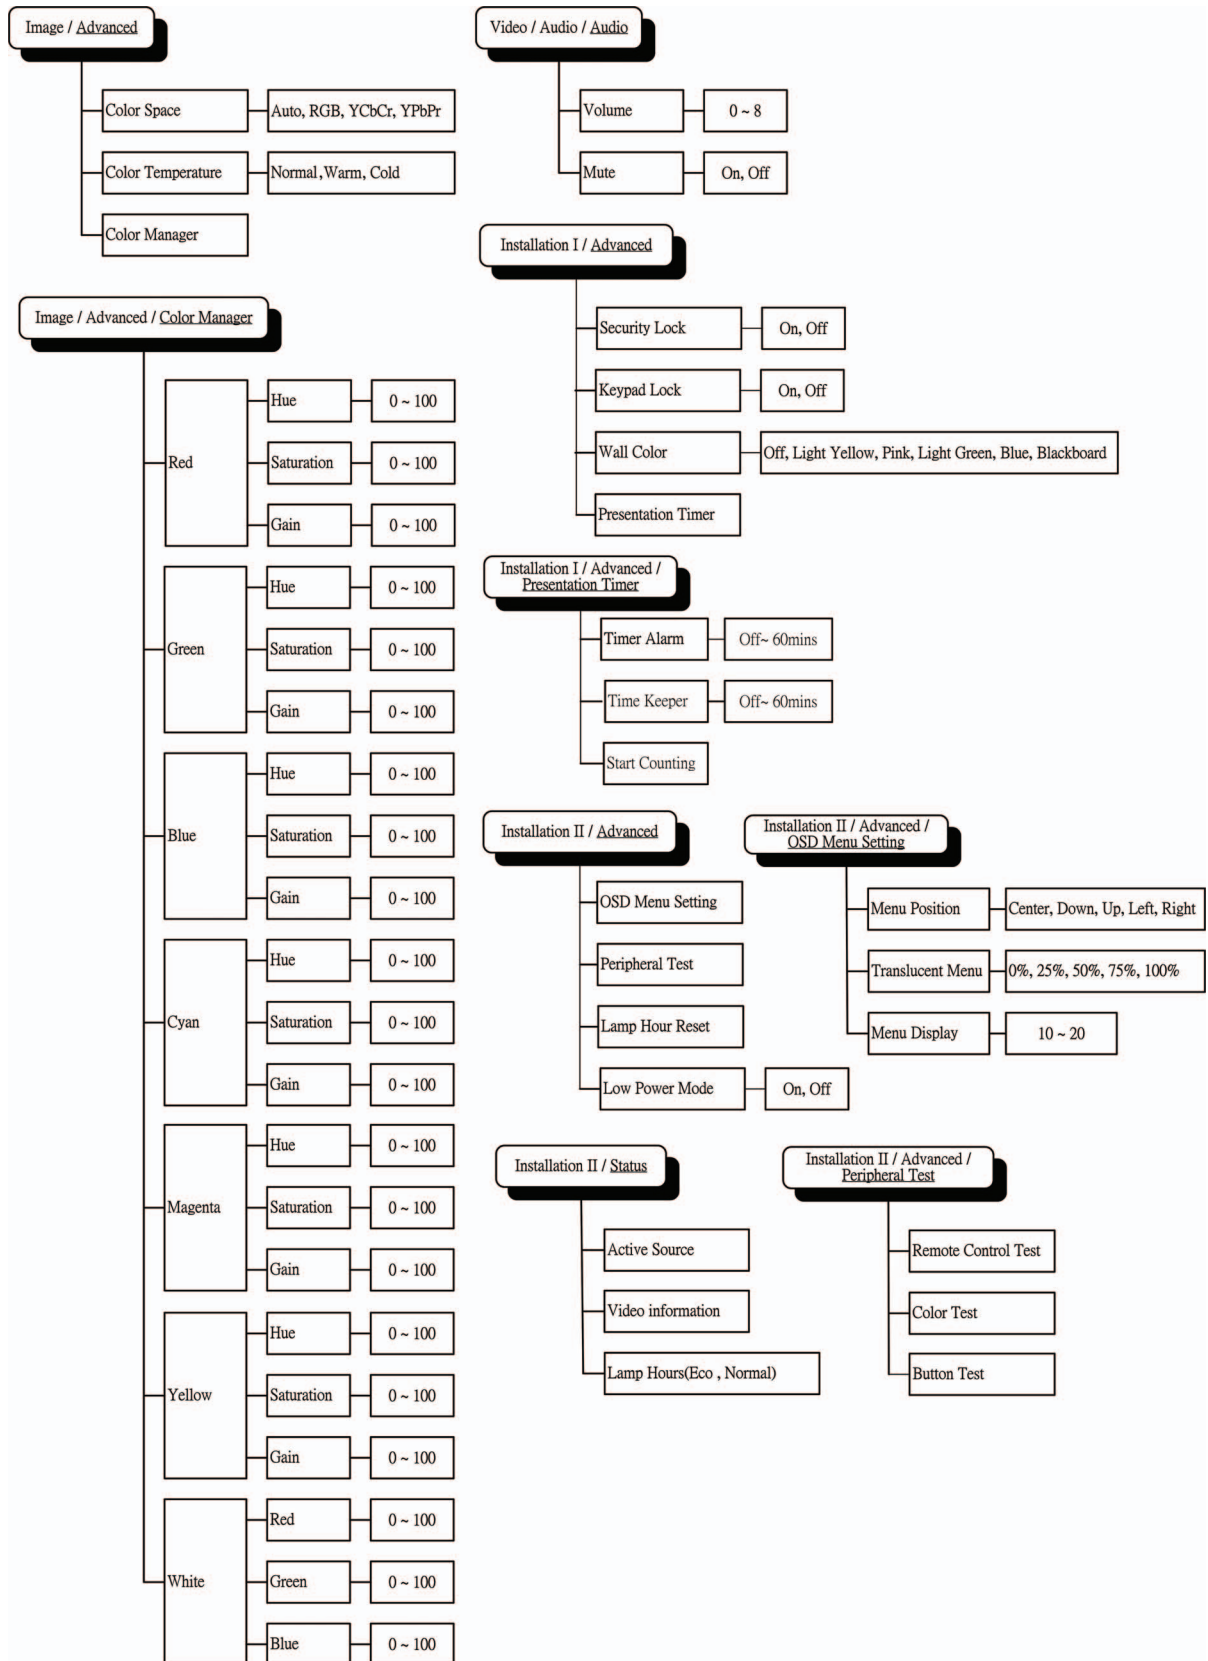 Image / Advanced
Color Space
Auto, RGB, YCbCr, YPbPr
Color Temperature
Normal,Warm, Cold
Color Manager
Image / Advanced / Color Manager
Red
Hue
0 ~ 100
Saturation
0 ~ 100
Gain
0 ~ 100
Green
Hue
0 ~ 100
Saturation
0 ~ 100
Gain
0 ~ 100
Blue
Hue
0 ~ 100
Saturation
0 ~ 100
Gain
0 ~ 100
Cyan
Hue
0 ~ 100
Saturation
0 ~ 100
Gain
0 ~ 100
Magenta
Hue
0 ~ 100
Saturation
0 ~ 100
Gain
0 ~ 100
Yellow
Hue
0 ~ 100
Saturation
0 ~ 100
Gain
0 ~ 100
White
Red
0 ~ 100
Green
0 ~ 100
Blue
0 ~ 100
Video / Audio / Audio
Volume
0 ~ 8
Mute
On, Off
Installation I / Advanced
Security Lock
On, Off
Keypad Lock
On, Off
Wall Color
Off, Light Yellow, Pink, Light Green, Blue, Blackboard
Presentation Timer
Installation I / Advanced /
Presentation Timer
Timer Alarm
Off~ 60mins
Time Keeper
Off~ 60mins
Start Counting
Installation II / Advanced
OSD Menu Setting
Peripheral Test
Lamp Hour Reset
Low Power Mode
On, Off
Installation II / Advanced /
OSD Menu Setting
Menu Position
Center, Down, Up, Left, Right
Translucent Menu
0%, 25%, 50%, 75%, 100%
Menu Display
10 ~ 20
Installation II / Status
Active Source
Video information
Lamp Hours(Eco , Normal)
Installation II / Advanced /
Peripheral Test
Remote Control Test
Color Test
Button Test